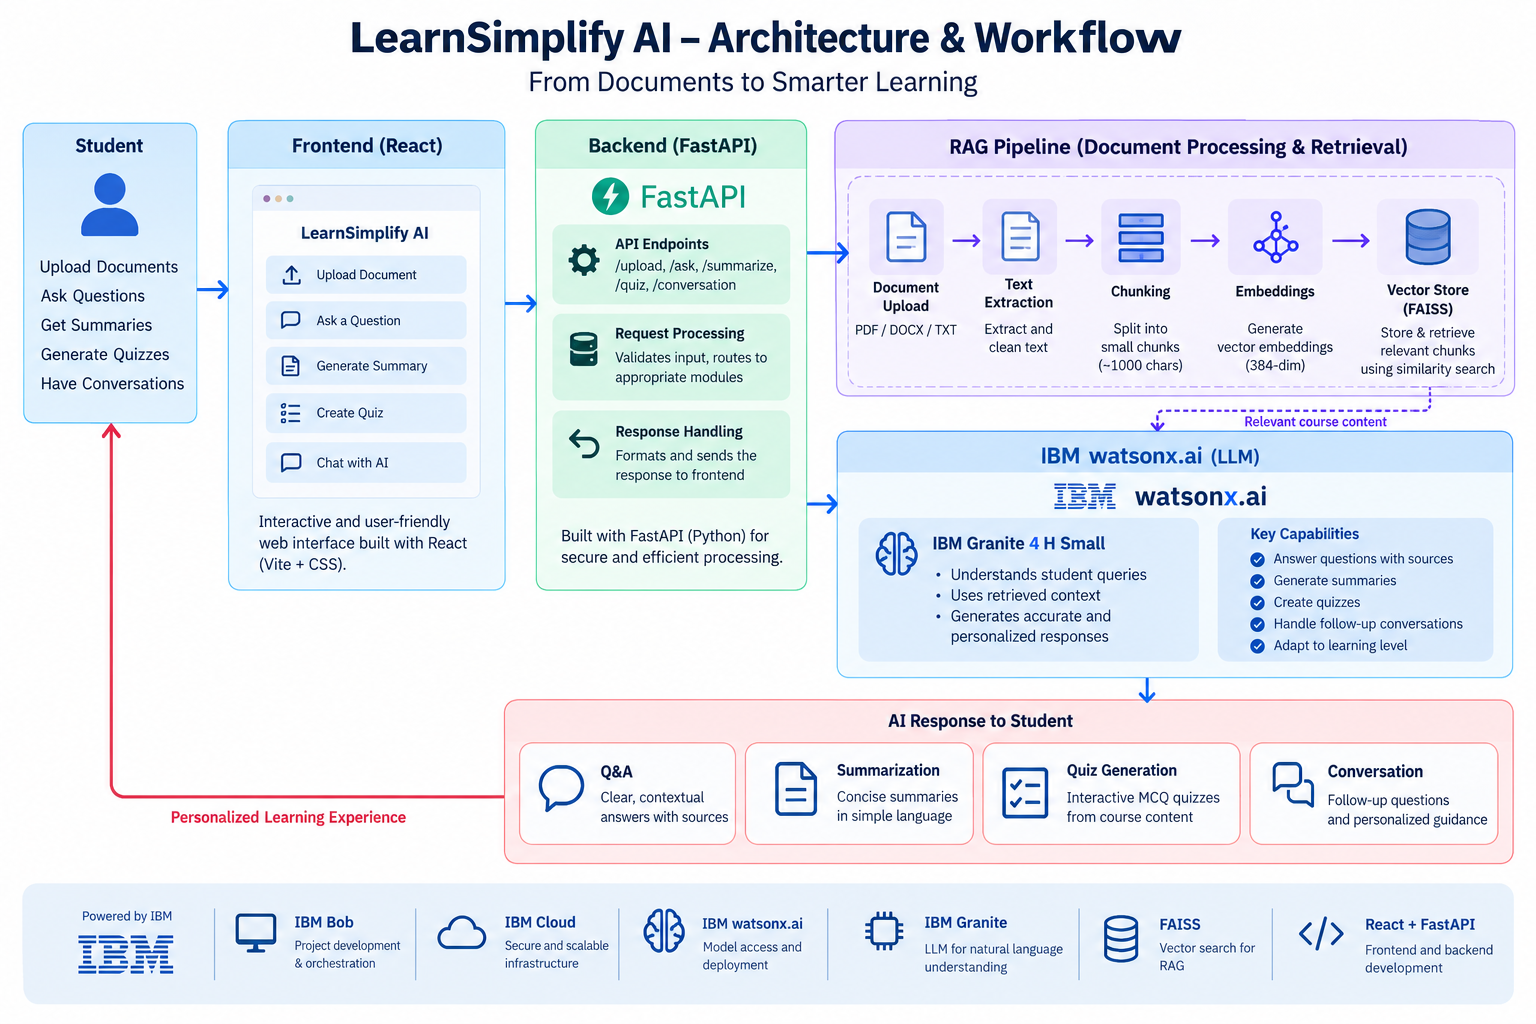 LearnSimplify AI – Architecture & Workflow
From Documents to Smarter Learning
Student
Upload Documents
Ask Questions
Get Summaries
Generate Quizzes
Have Conversations
Frontend (React)
LearnSimplify AI
Upload Document
Ask a Question
Generate Summary
Create Quiz
Chat with AI
Interactive and user-friendly
web interface built with React
(Vite + CSS).
Backend (FastAPI)
FastAPI
API Endpoints
/upload, /ask, /summarize,
/quiz, /conversation
Request Processing
Validates input, routes to
appropriate modules
Response Handling
Formats and sends the
response to frontend
Built with FastAPI (Python) for
secure and efficient processing.
RAG Pipeline (Document Processing & Retrieval)
Document
Upload
PDF / DOCX / TXT
Text
Extraction
Extract and
clean text
Chunking
Split into
small chunks
(~1000 chars)
Embeddings
Generate
vector embeddings
(384-dim)
Vector Store
(FAISS)
Store & retrieve
relevant chunks
using similarity search
Relevant course content
IBM watsonx.ai (LLM)
IBM watsonx.ai
IBM Granite 4 H Small
• Understands student queries
• Uses retrieved context
• Generates accurate and
personalized responses
Key Capabilities
Answer questions with sources
Generate summaries
Create quizzes
Handle follow-up conversations
Adapt to learning level
AI Response to Student
Q&A
Clear, contextual
answers with sources
Summarization
Concise summaries
in simple language
Quiz Generation
Interactive MCQ quizzes
from course content
Conversation
Follow-up questions
and personalized guidance
Personalized Learning Experience
Powered by IBM
IBM
IBM Bob
Project development
& orchestration
IBM Cloud
Secure and scalable
infrastructure
IBM watsonx.ai
Model access and
deployment
IBM Granite
LLM for natural language
understanding
FAISS
Vector search for
RAG
React + FastAPI
Frontend and backend
development